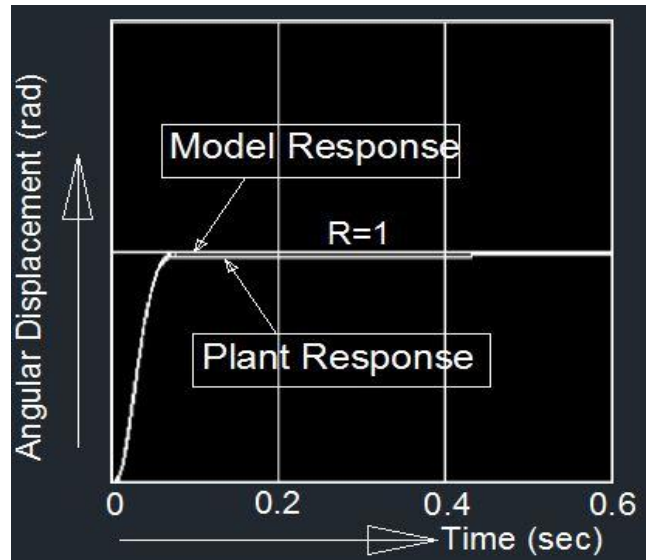 Angular Displacement (rad)
Model Response
R=1
Plant Response
0 0.2 0.4 0.6
Time (sec)